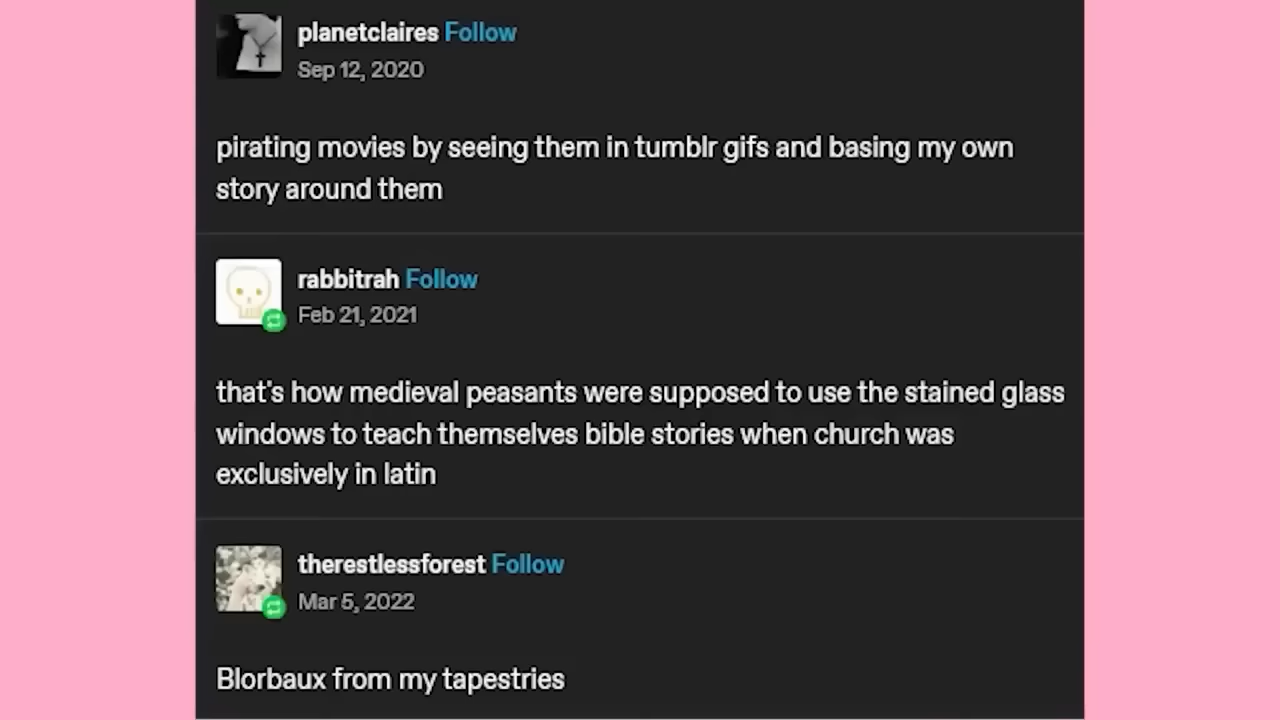 planetclaires Follow
Sep 12, 2020
pirating movies by seeing them in tumblr gifs and basing my own
story around them
rabbitrah Follow
Feb 21, 2021
that's how medieval peasants were supposed to use the stained glass
windows to teach themselves bible stories when church was
exclusively in latin
therestlessforest Follow
Mar 5, 2022
Blorbaux from my tapestries